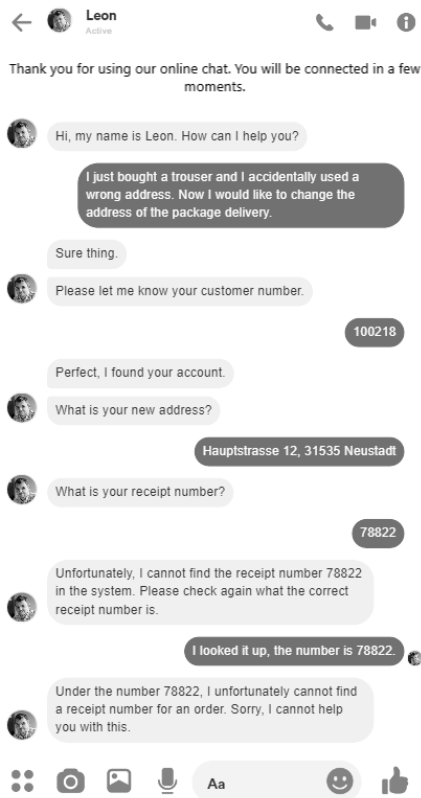 Leon
Active
Thank you for using our online chat. You will be connected in a few
moments.
Hi, my name is Leon. How can I help you?
I just bought a trouser and I accidentally used a
wrong address. Now I would like to change the
address of the package delivery.
Sure thing.
Please let me know your customer number.
100218
Perfect, I found your account.
What is your new address?
Hauptstrasse 12, 31535 Neustadt
What is your receipt number?
78822
Unfortunately, I cannot find the receipt number 78822
in the system. Please check again what the correct
receipt number is.
I looked it up, the number is 78822.
Under the number 78822, I unfortunately cannot find
a receipt number for an order. Sorry, I cannot help
you with this.
Aa